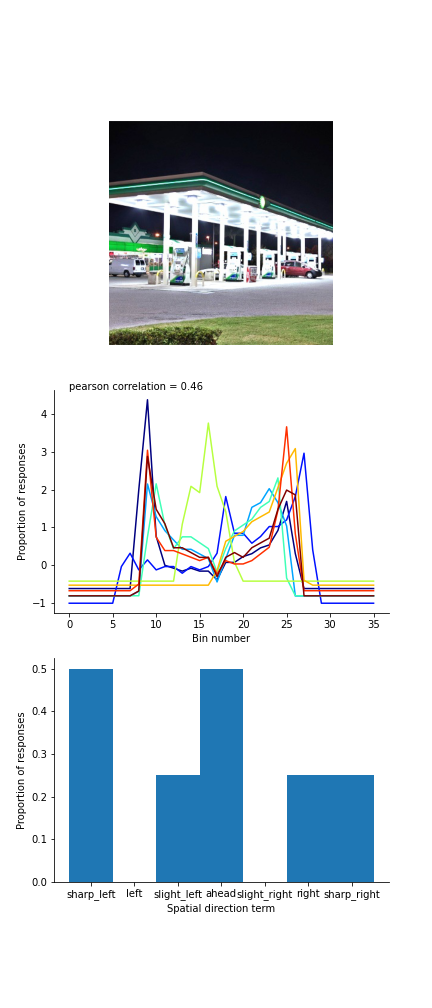 pearson correlation = 0.46
Proportion of responses
4
3
2
1
0
−1
0 5 10 15 20 25 30 35
Bin number
Proportion of responses
0.5
0.4
0.3
0.2
0.1
0.0
sharp_left left slight_left ahead slight_right right sharp_right
Spatial direction term